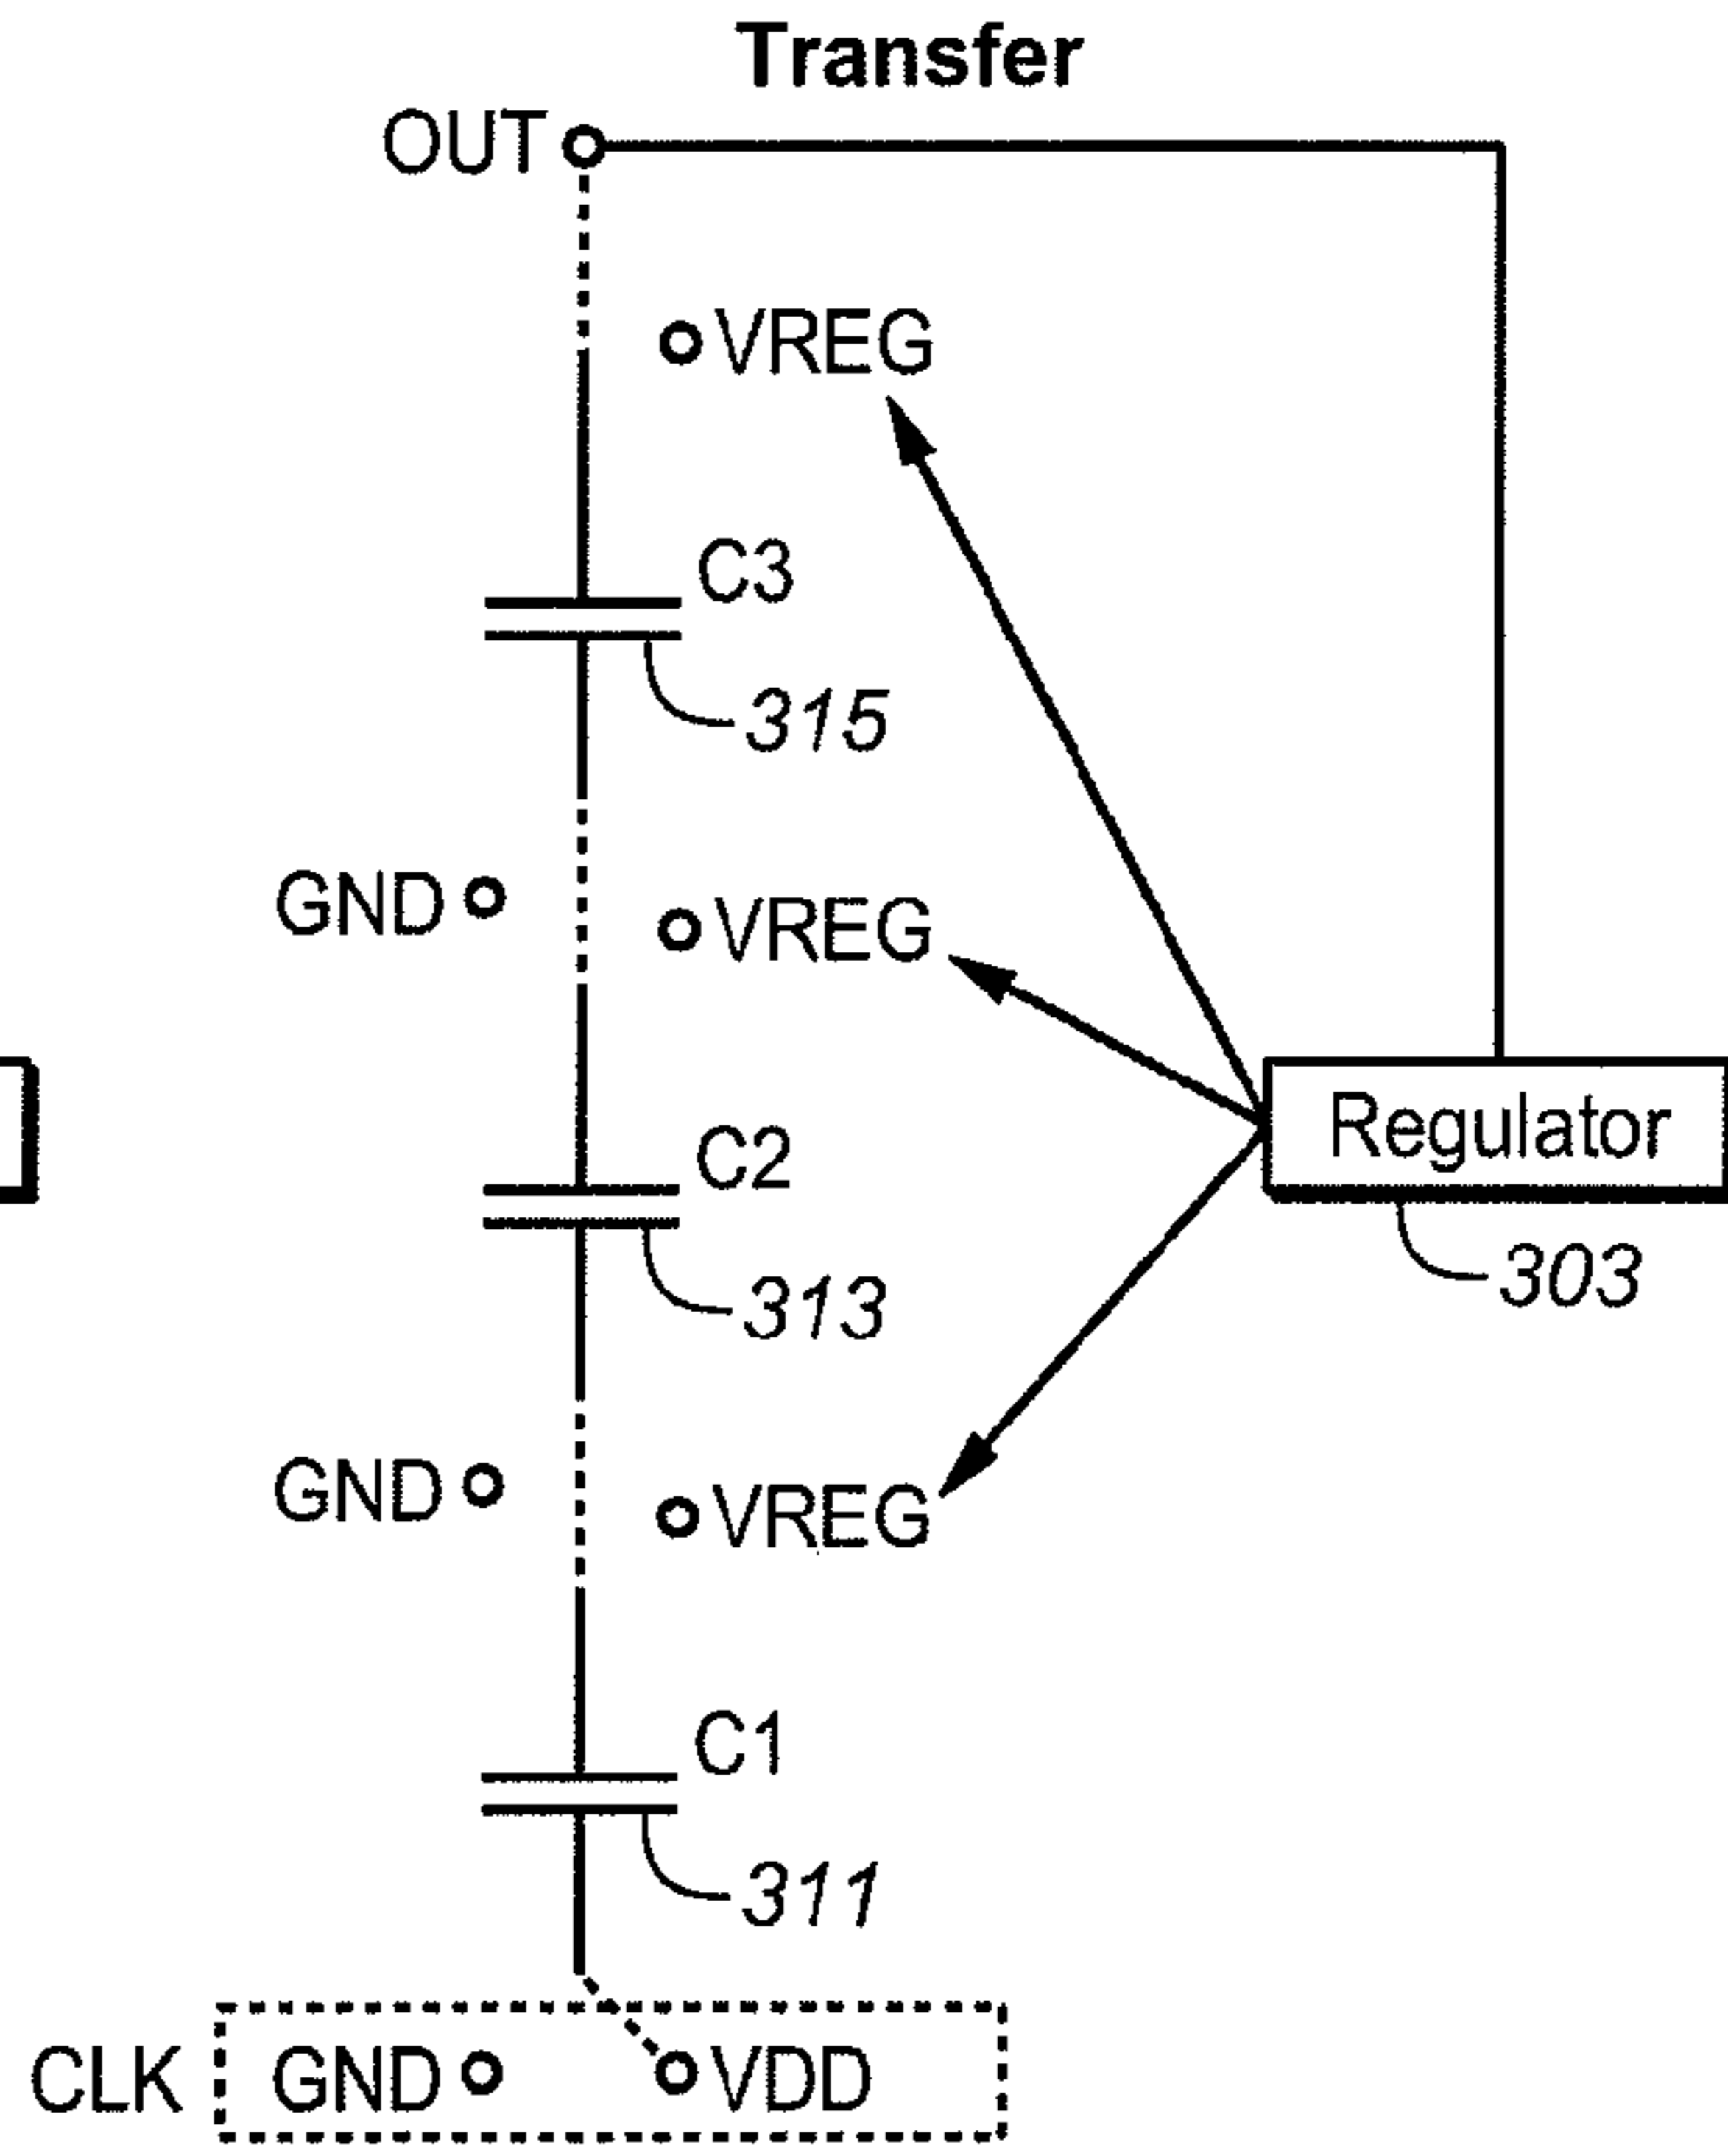 Transfer
OUT
VREG
C3
315
GND
VREG
C2
Regulator
313
303
GND
VREG
C1
311
CLK GND VDD